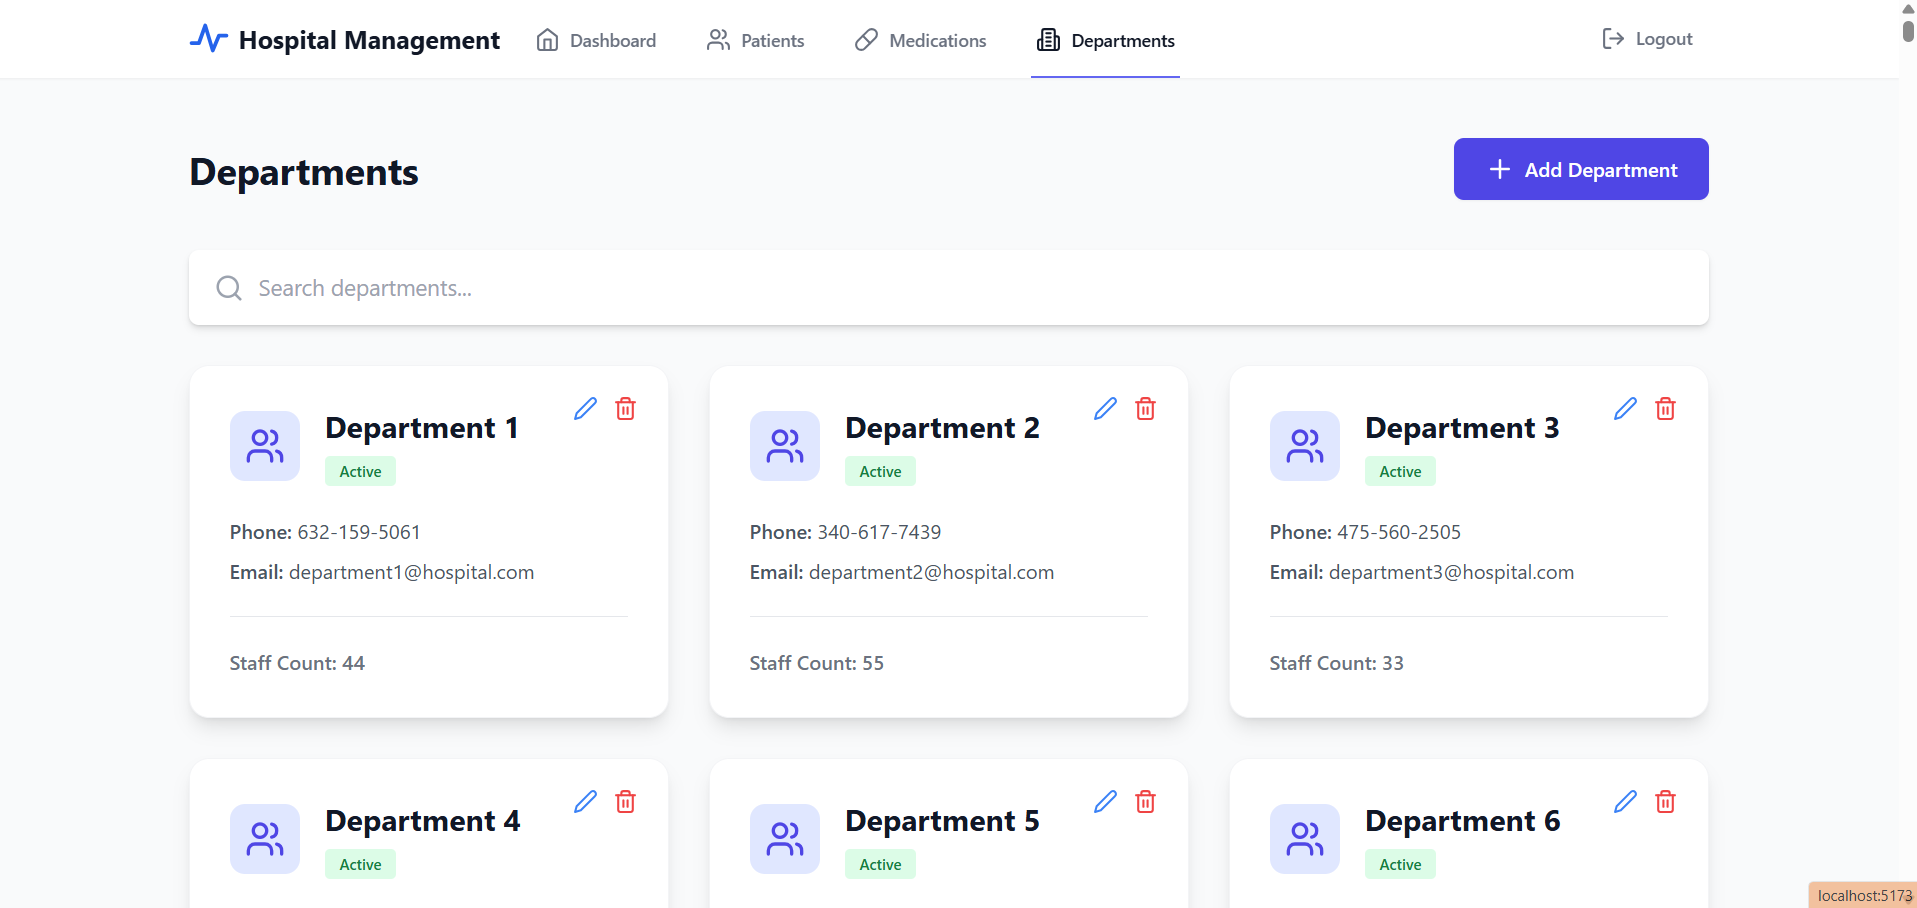 Hospital Management
Dashboard
Patients
Medications
Departments
Logout
Departments
Add Department
Search departments...
Department 1
Active
Phone: 632-159-5061
Email: department1@hospital.com
Staff Count: 44
Department 2
Active
Phone: 340-617-7439
Email: department2@hospital.com
Staff Count: 55
Department 3
Active
Phone: 475-560-2505
Email: department3@hospital.com
Staff Count: 33
Department 4
Active
Department 5
Active
Department 6
Active
localhost:5173